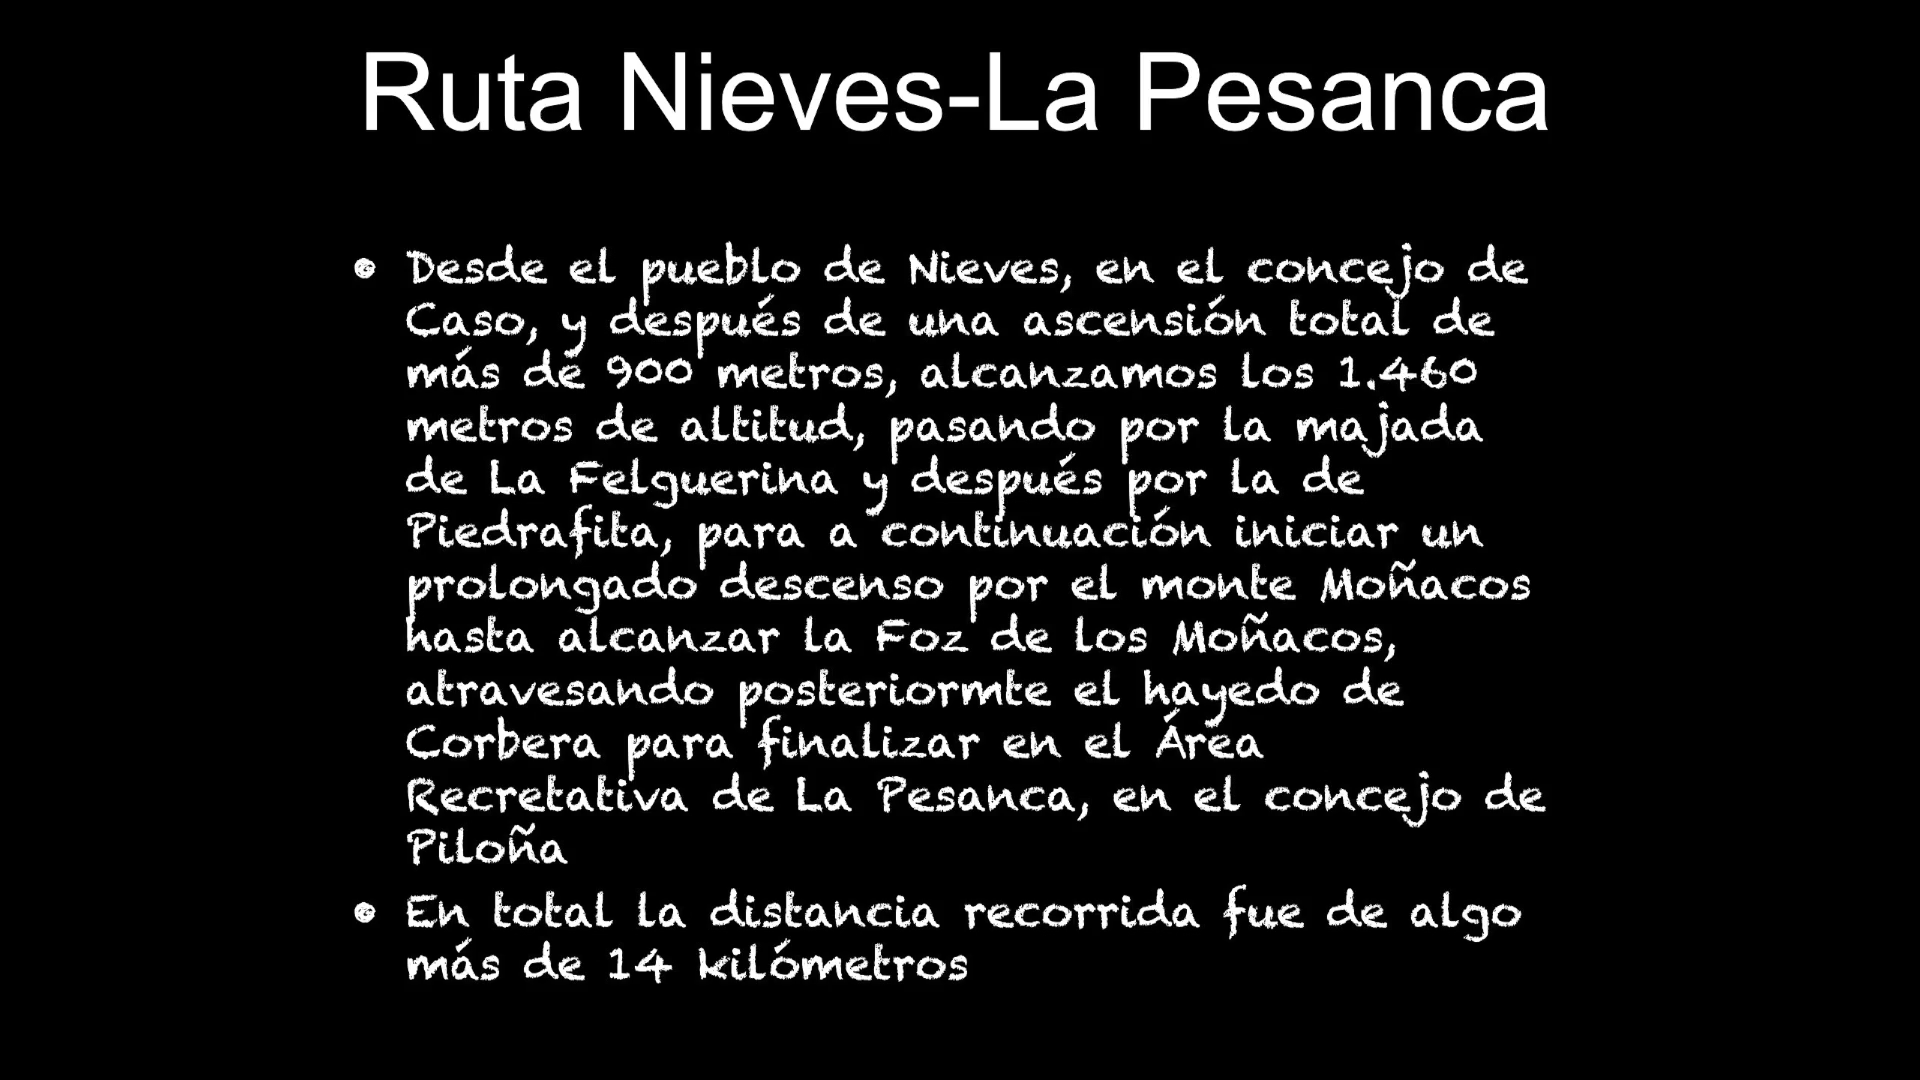 Ruta Nieves-La Pesanca
• Desde el pueblo de Nieves, en el concejo de
Caso, y después de una ascensión total de
más de 900 metros, alcanzamos los 1.460
metros de altitud, pasando por la majada
de La Felguerina y después por la de
Piedrafita, para a continuación iniciar un
prolongado descenso por el monte Moñacos
hasta alcanzar la Foz de los Moñacos,
atravesando posteriormte el hayedo de
Corbera para finalizar en el Área
Recretativa de La Pesanca, en el concejo de
Piloña
• En total la distancia recorrida fue de algo
más de 14 kilómetros